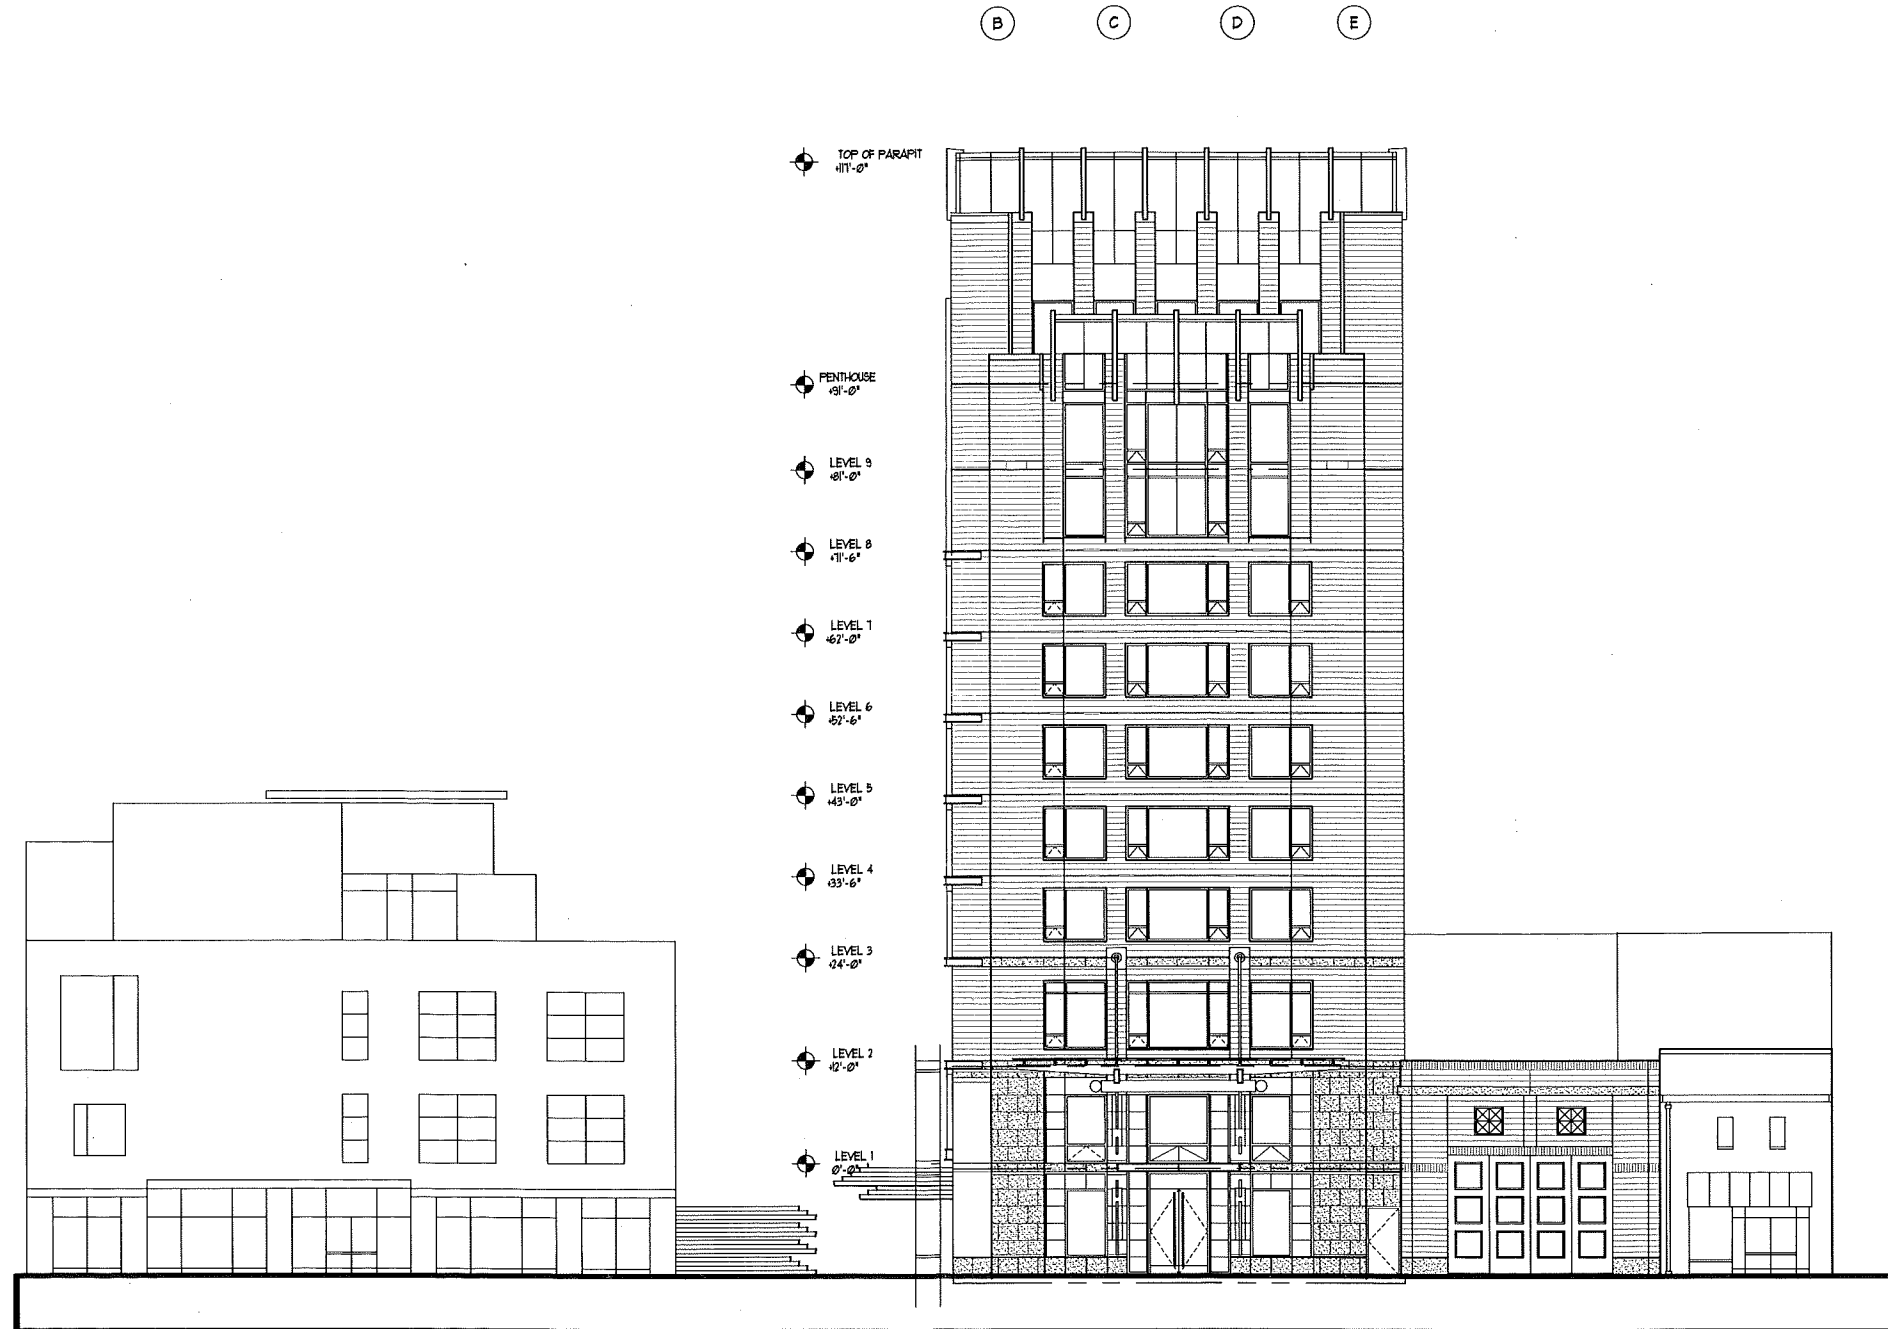 B C D E
TOP OF PARAPIT
+117'-0"
PENTHOUSE
+91'-0"
LEVEL 9
+81'-0"
LEVEL 8
+71'-6"
LEVEL 7
+62'-0"
LEVEL 6
+52'-6"
LEVEL 5
+43'-0"
LEVEL 4
+33'-6"
LEVEL 3
+24'-0"
LEVEL 2
+12'-0"
LEVEL 1
0'-0"